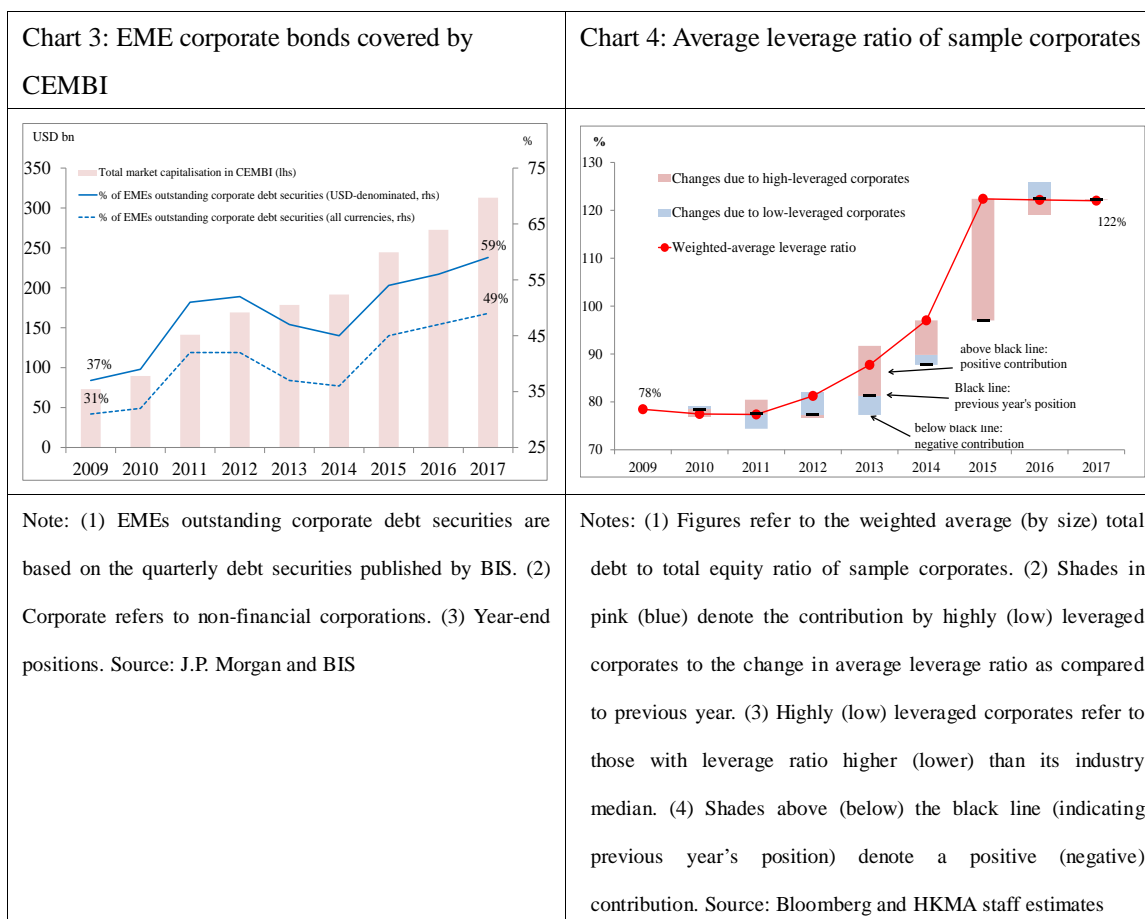 Chart 3: EME corporate bonds covered by
CEMBI
Chart 4: Average leverage ratio of sample corporates
USD bn
%
350
300
250
200
150
100
50
0
75
65
55
45
35
25
Total market capitalisation in CEMBI (lhs)
% of EMEs outstanding corporate debt securities (USD-denominated, rhs)
% of EMEs outstanding corporate debt securities (all currencies, rhs)
37%
31%
59%
49%
2009 2010 2011 2012 2013 2014 2015 2016 2017
%
130
120
110
100
90
80
70
Changes due to high-leveraged corporates
Changes due to low-leveraged corporates
Weighted-average leverage ratio
78%
122%
above black line:
positive contribution
Black line:
previous year's position
below black line:
negative contribution
2009 2010 2011 2012 2013 2014 2015 2016 2017
Note: (1) EMEs outstanding corporate debt securities are
based on the quarterly debt securities published by BIS. (2)
Corporate refers to non-financial corporations. (3) Year-end
positions. Source: J.P. Morgan and BIS
Notes: (1) Figures refer to the weighted average (by size) total
debt to total equity ratio of sample corporates. (2) Shades in
pink (blue) denote the contribution by highly (low) leveraged
corporates to the change in average leverage ratio as compared
to previous year. (3) Highly (low) leveraged corporates refer to
those with leverage ratio higher (lower) than its industry
median. (4) Shades above (below) the black line (indicating
previous year's position) denote a positive (negative)
contribution. Source: Bloomberg and HKMA staff estimates